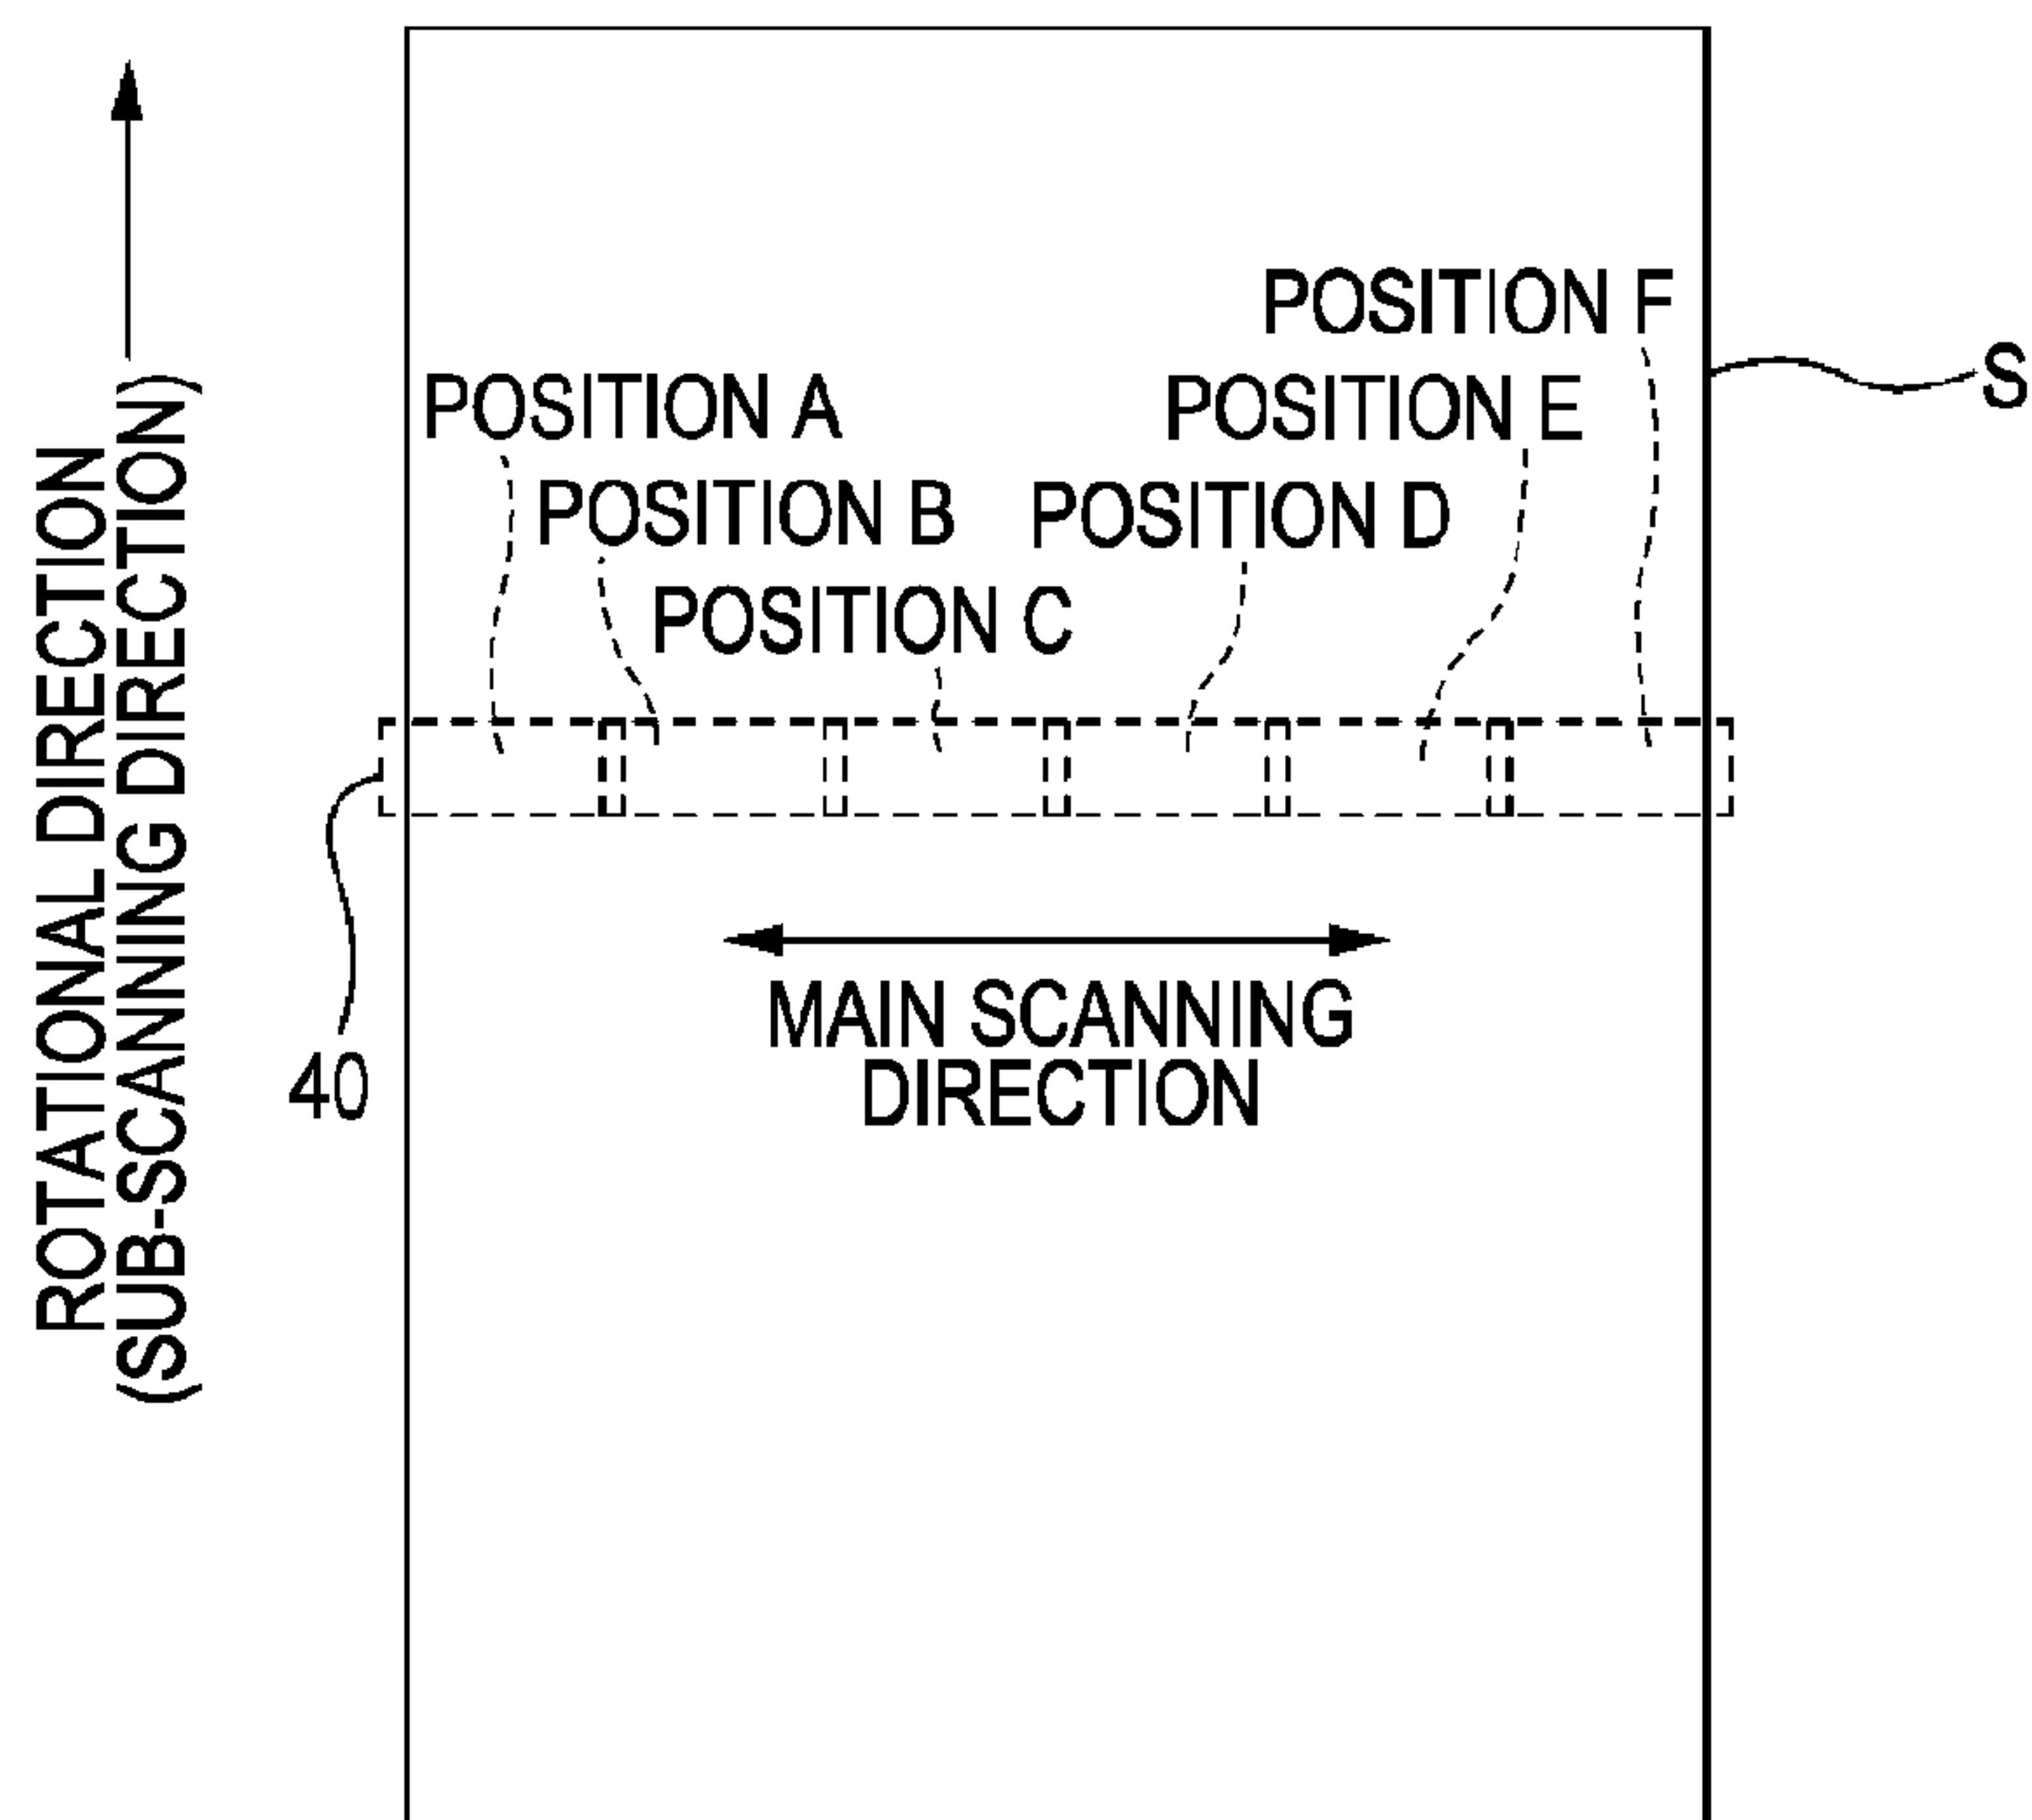 ROTATIONAL DIRECTION
(SUB-SCANNING DIRECTION)
POSITION F
S
POSITION A
POSITION E
POSITION B
POSITION D
POSITION C
MAIN SCANNING
DIRECTION
40